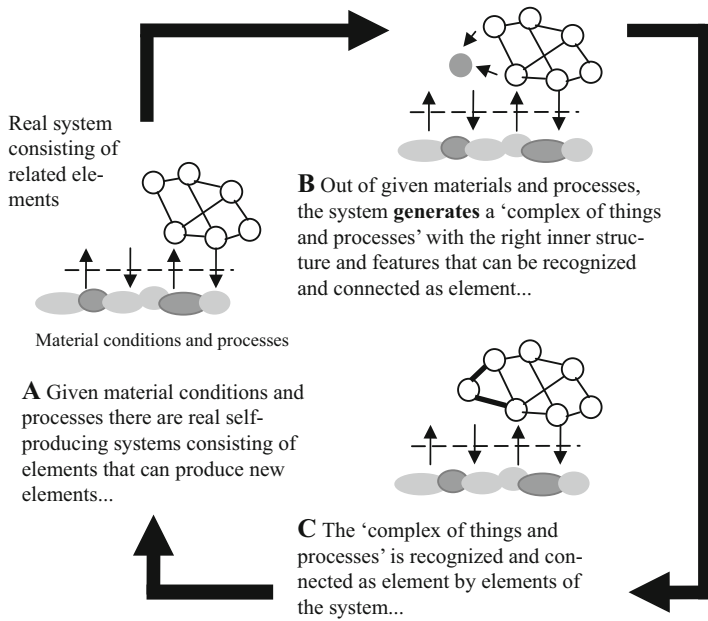 Real system
consisting of
related ele-
ments
Material conditions and processes
A Given material conditions and
processes there are real self-
producing systems consisting of
elements that can produce new
elements...
B Out of given materials and processes,
the system generates a ‘complex of things
and processes’ with the right inner struc-
ture and features that can be recognized
and connected as element...
C The ‘complex of things and
processes’ is recognized and con-
nected as element by elements of
the system...